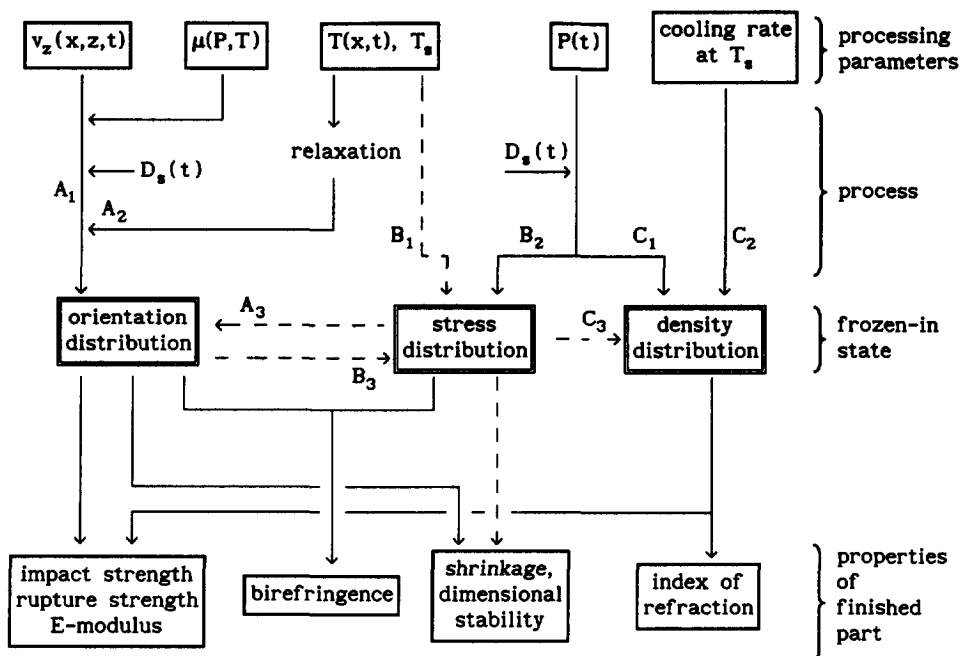 v_z(x,z,t)
μ(P,T)
T(x,t), T_s
P(t)
cooling rate
at T_s
processing
parameters
relaxation
D_s(t)
D_s(t)
A_1
A_2
B_1
B_2
C_1
C_2
process
orientation
distribution
A_3
B_3
stress
distribution
C_3
density
distribution
frozen-in
state
impact strength
rupture strength
E-modulus
birefringence
shrinkage,
dimensional
stability
index of
refraction
properties
of
finished
part